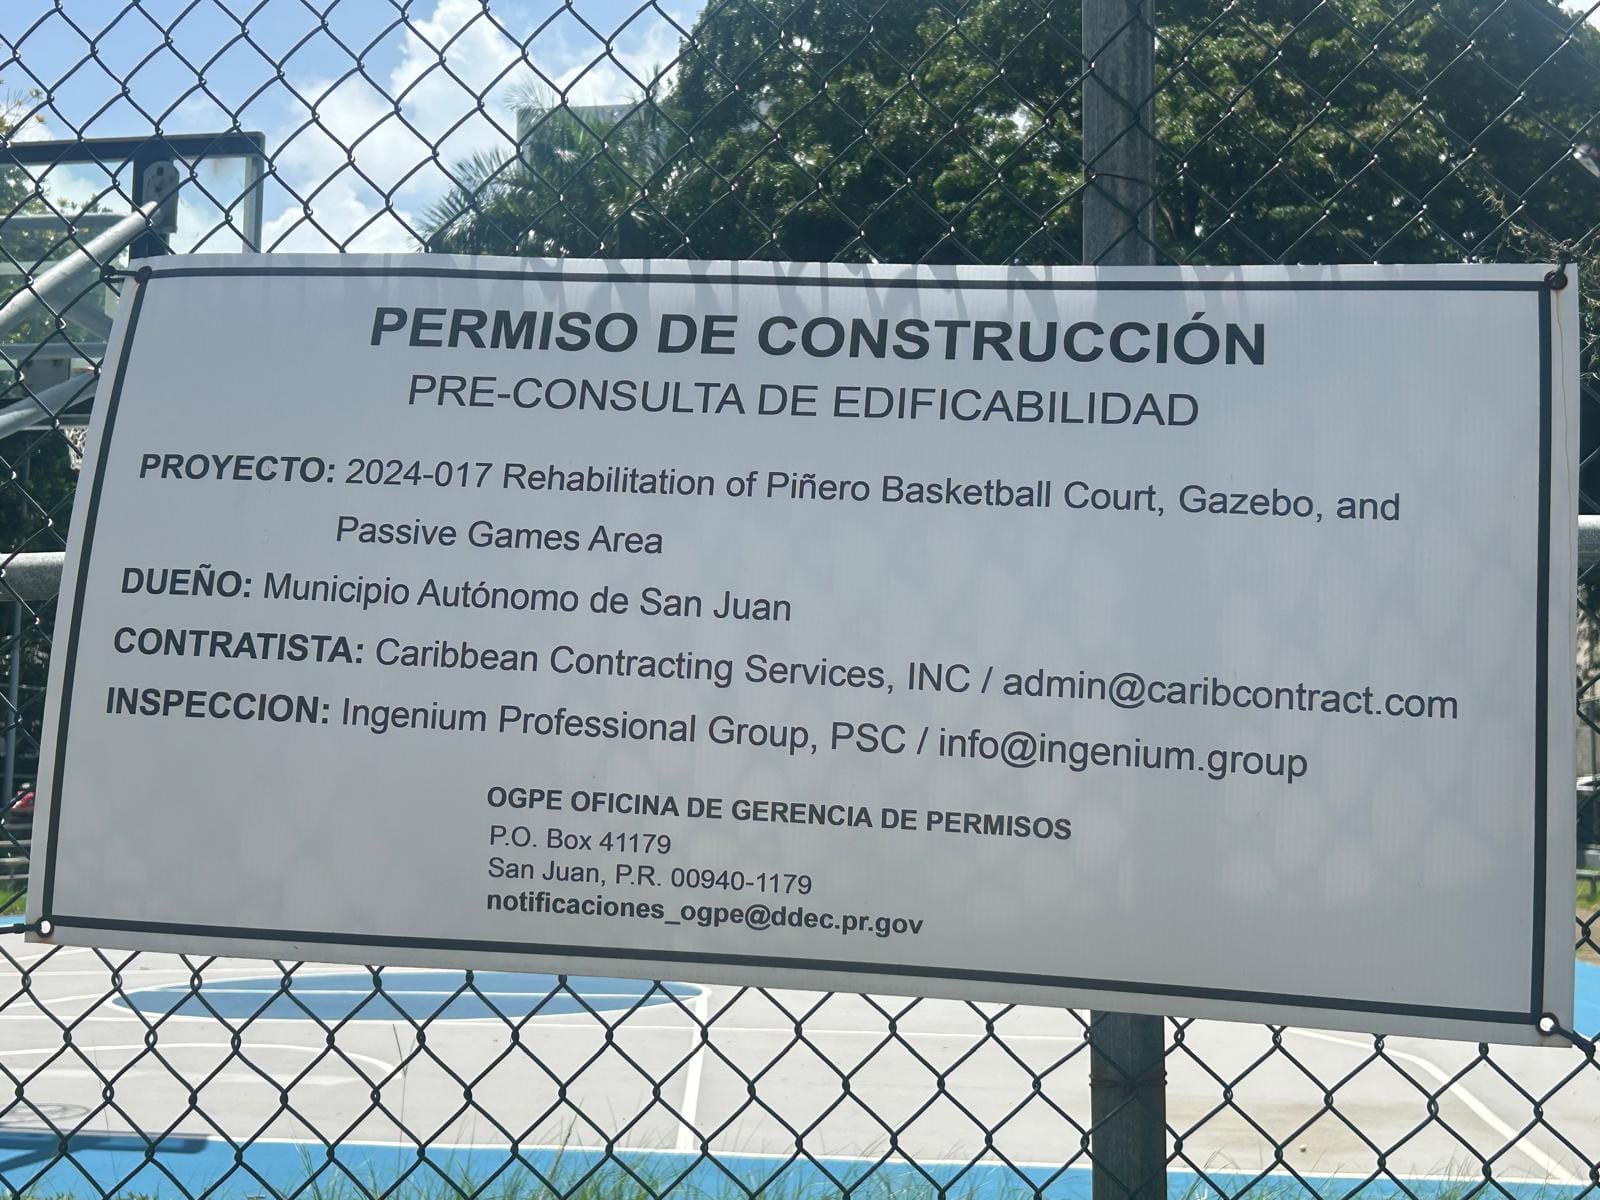 PERMISO DE CONSTRUCCIÓN
PRE-CONSULTA DE EDIFICABILIDAD
PROYECTO: 2024-017 Rehabilitation of Piñero Basketball Court, Gazebo, and
Passive Games Area
DUEÑO: Municipio Autónomo de San Juan
CONTRATISTA: Caribbean Contracting Services, INC / admin@caribcontract.com
INSPECCION: Ingenium Professional Group, PSC / info@ingenium.group
OGPE OFICINA DE GERENCIA DE PERMISOS
P.O. Box 41179
San Juan, P.R. 00940-1179
notificaciones_ogpe@ddec.pr.gov